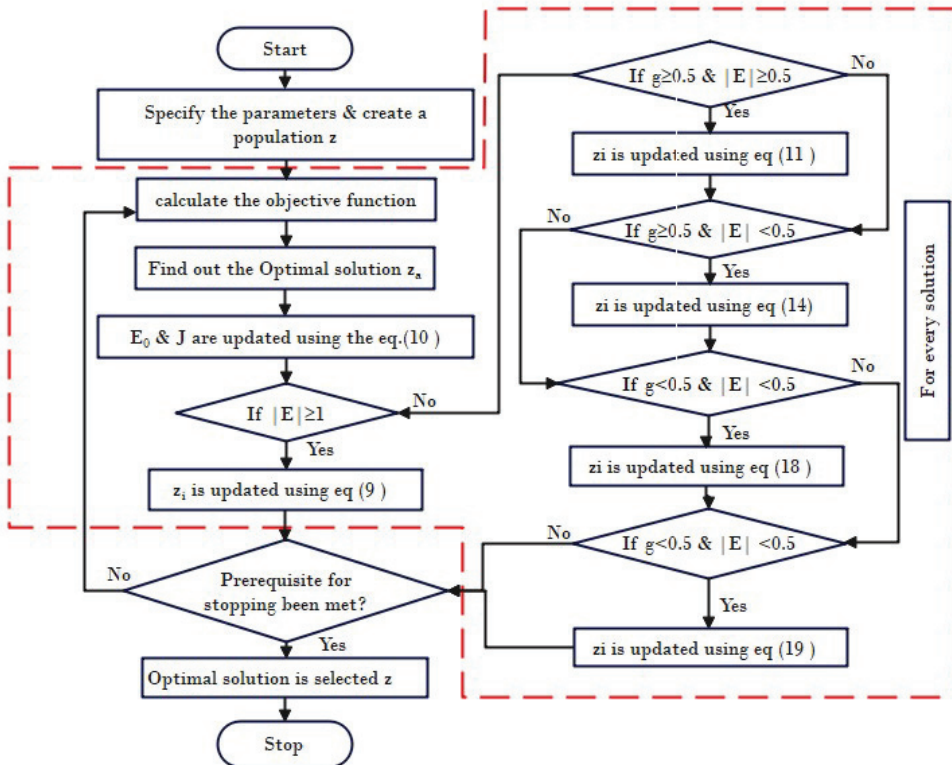 Start
Specify the parameters & create a
population z
calculate the objective function
Find out the Optimal solution zₐ
E₀ & J are updated using the eq.(10 )
If |E|≥1
No
Yes
zᵢ is updated using eq (9 )
Prerequisite for
stopping been met?
No
Yes
Optimal solution is selected z
Stop
If g≥0.5 & |E|≥0.5
No
Yes
zi is updated using eq (11 )
If g≥0.5 & |E| <0.5
No
Yes
zi is updated using eq (14)
If g<0.5 & |E| <0.5
No
Yes
zi is updated using eq (18 )
If g<0.5 & |E| <0.5
No
Yes
zi is updated using eq (19 )
For every solution